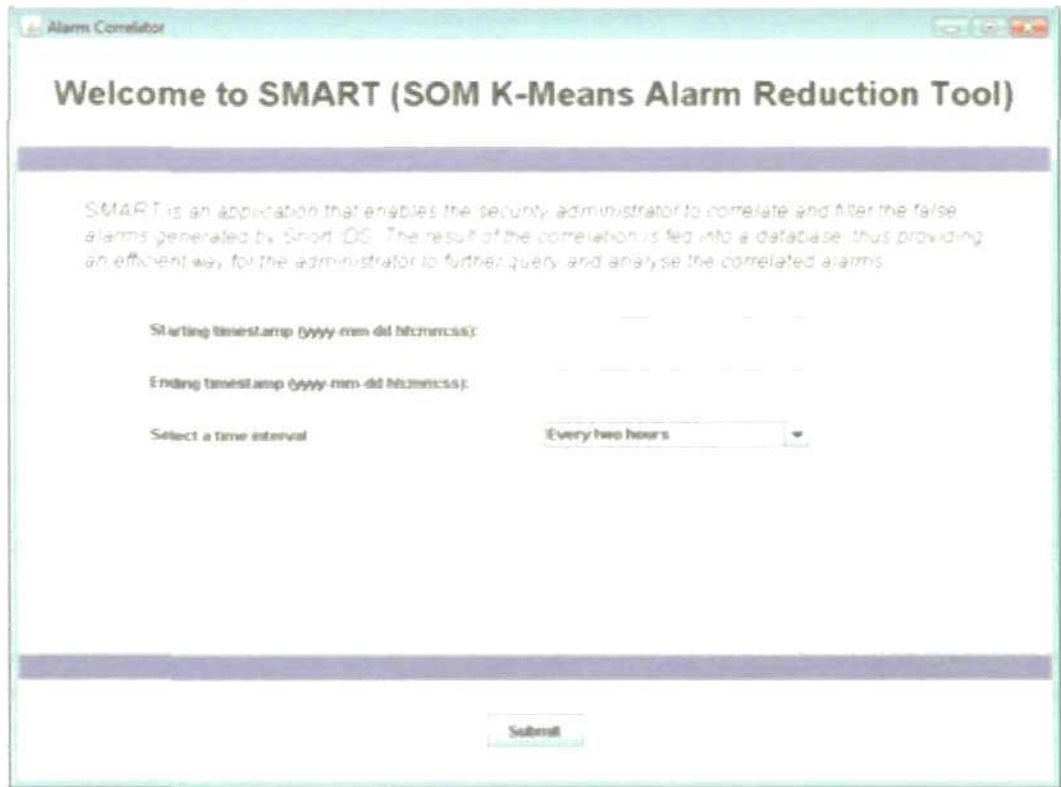 Alarm Correlator
Welcome to SMART (SOM K-Means Alarm Reduction Tool)
SMART is an application that enables the security administrator to correlate and filter the false
alarms generated by Snort IDS. The result of the correlation is fed into a database, thus providing
an efficient way for the administrator to further query and analyse the correlated alarms
Starting timestamp (yyyy-mm-dd hh:mm:ss):
Ending timestamp (yyyy-mm-dd hh:mm:ss):
Select a time interval
Every two hours
Submit